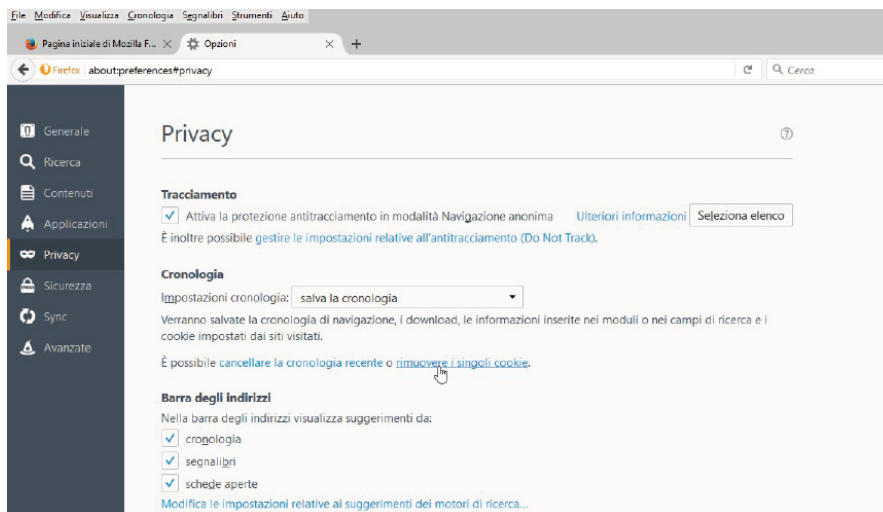 File Modifica Visualizza Cronologia Segnalibri Strumenti Aiuto
Pagina iniziale di Mozilla F... Opzioni
Firefox about:preferences#privacy Cerca
Generale
Ricerca
Contenuti
Applicazioni
Privacy
Sicurezza
Sync
Avanzate
Privacy
Tracciamento
Attiva la protezione antitracciamento in modalità Navigazione anonima Ulteriori informazioni Seleziona elenco
È inoltre possibile gestire le impostazioni relative all'antitracciamento (Do Not Track).
Cronologia
Impostazioni cronologia: salva la cronologia
Verranno salvate la cronologia di navigazione, i download, le informazioni inserite nei moduli o nei campi di ricerca e i
cookie impostati dai siti visitati.
È possibile cancellare la cronologia recente o rimuovere i singoli cookie.
Barra degli indirizzi
Nella barra degli indirizzi visualizza suggerimenti da:
cronologia
segnalibri
schede aperte
Modifica le impostazioni relative ai suggerimenti dei motori di ricerca...